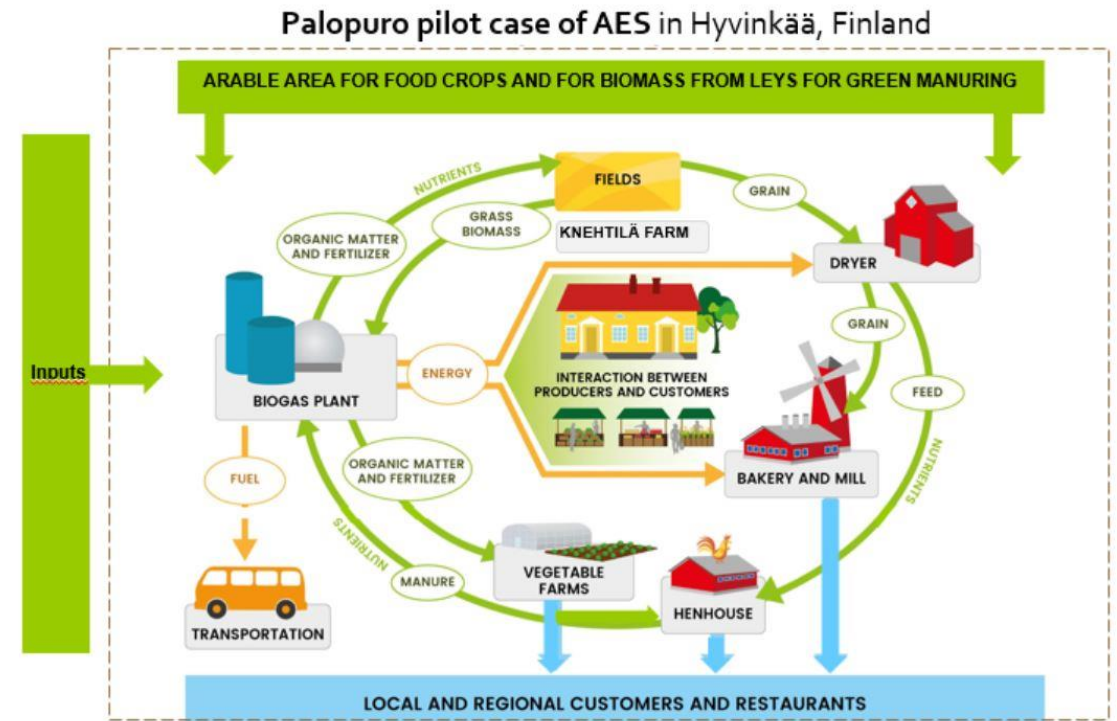 Palopuro pilot case of AES in Hyvinkää, Finland
ARABLE AREA FOR FOOD CROPS AND FOR BIOMASS FROM LEYS FOR GREEN MANURING
NUTRIENTS
FIELDS
GRAIN
GRASS
BIOMASS
KNEHTILÄ FARM
ORGANIC MATTER
AND FERTILIZER
DRYER
GRAIN
Inputs
ENERGY
INTERACTION BETWEEN
PRODUCERS AND CUSTOMERS
FEED
BIOGAS PLANT
ORGANIC MATTER
AND FERTILIZER
FUEL
BAKERY AND MILL
NUTRIENTS
NUTRIENTS
MANURE
VEGETABLE
FARMS
HENHOUSE
TRANSPORTATION
LOCAL AND REGIONAL CUSTOMERS AND RESTAURANTS